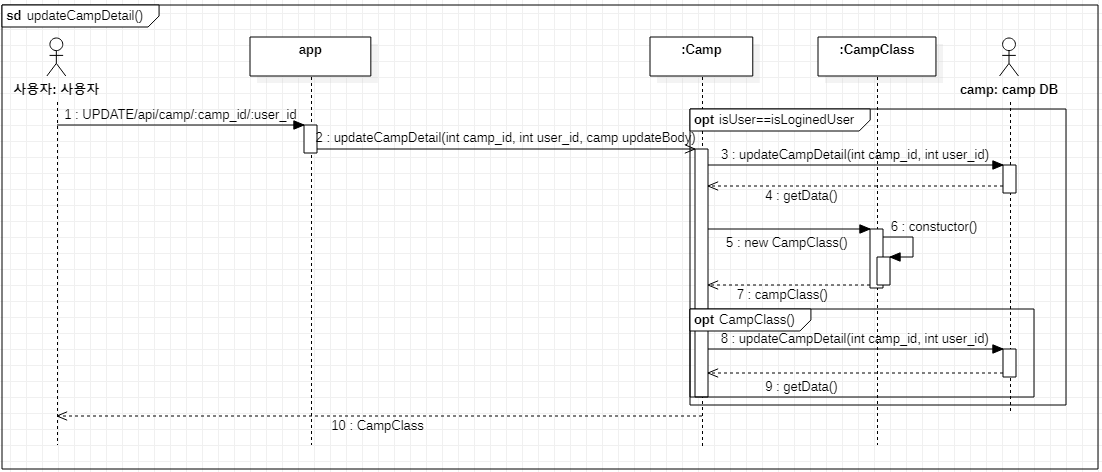 sd updateCampDetail()
사용자: 사용자
app
:Camp
:CampClass
camp: camp DB
1 : UPDATE/api/camp/:camp_id/:user_id
opt isUser==isLoginedUser
2 : updateCampDetail(int camp_id, int user_id, camp updateBody)
3 : updateCampDetail(int camp_id, int user_id)
4 : getData()
5 : new CampClass()
6 : constuctor()
7 : campClass()
opt CampClass()
8 : updateCampDetail(int camp_id, int user_id)
9 : getData()
10 : CampClass